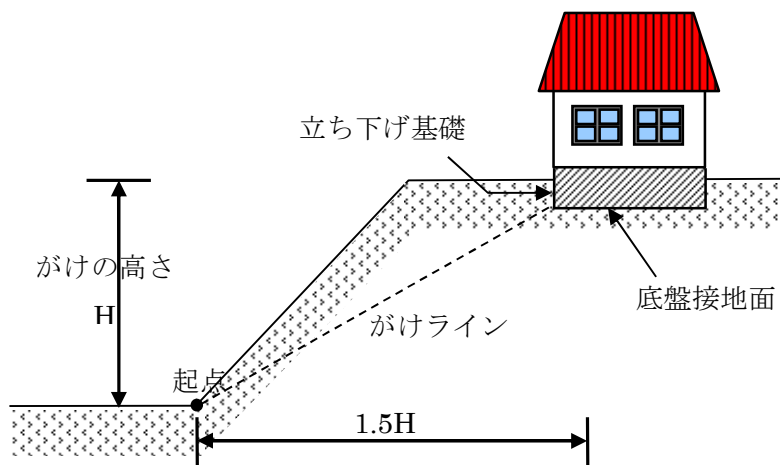 立ち下げ基礎
がけの高さ
H
底盤接地面
がけライン
起点
1.5H